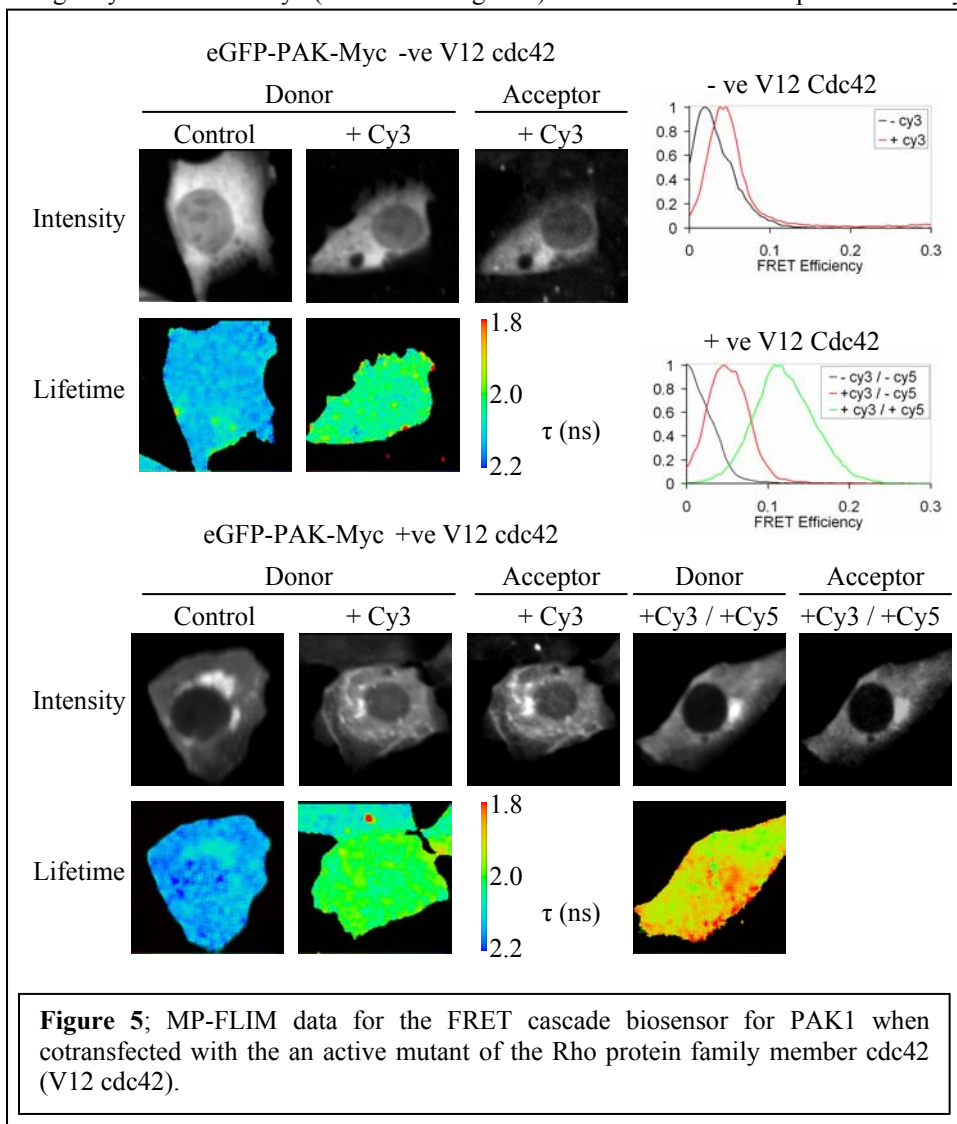 eGFP-PAK-Myc -ve V12 cdc42
Donor Acceptor
Control + Cy3 + Cy3
Intensity
Lifetime
1.8
2.0
2.2
τ (ns)
- ve V12 Cdc42
- cy3
+ cy3
1
0.8
0.6
0.4
0.2
0
0 0.1 0.2 0.3
FRET Efficiency
+ ve V12 Cdc42
- cy3 / - cy5
+cy3 / - cy5
+ cy3 / + cy5
1
0.8
0.6
0.4
0.2
0
0 0.1 0.2 0.3
FRET Efficiency
eGFP-PAK-Myc +ve V12 cdc42
Donor Acceptor Donor Acceptor
Control + Cy3 + Cy3 +Cy3 / +Cy5 +Cy3 / +Cy5
Intensity
Lifetime
1.8
2.0
2.2
τ (ns)
Figure 5; MP-FLIM data for the FRET cascade biosensor for PAK1 when
cotransfected with the an active mutant of the Rho protein family member cdc42
(V12 cdc42).